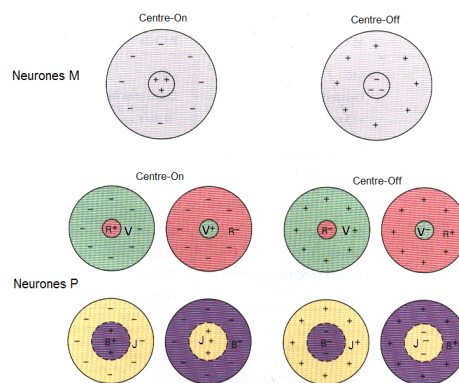 Centre-On Centre-Off
Neurones M
Centre-On Centre-Off
R+ V- V+ R- R- V+ V- R+
Neurones P
B+ J- J+ B- B- J+ J- B+